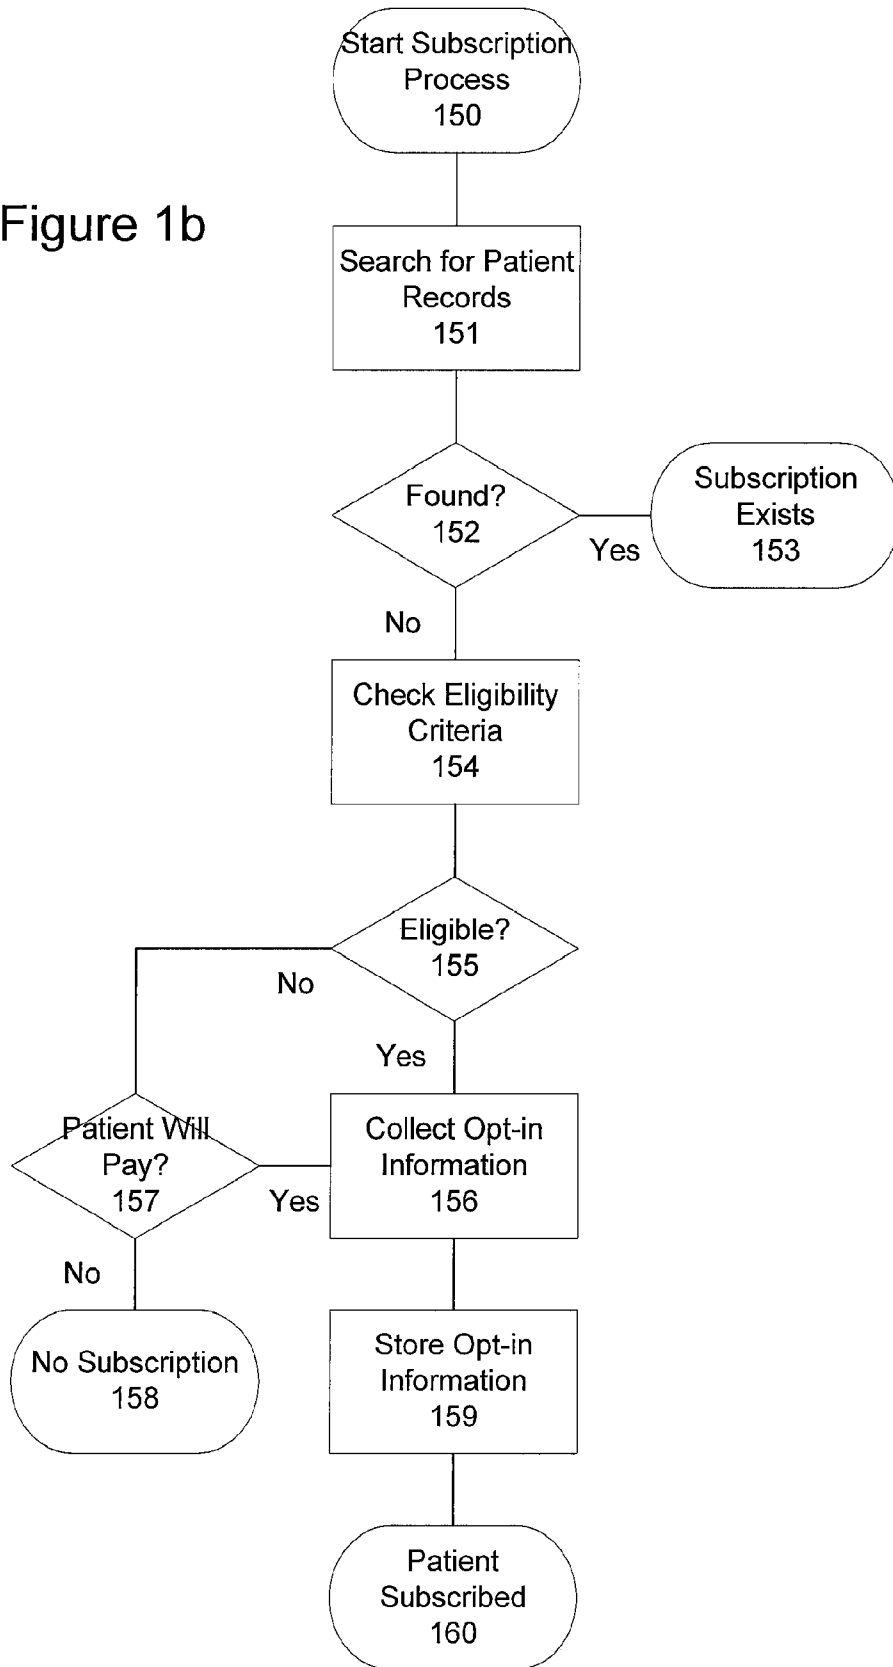 Start Subscription
Process
150
Figure 1b
Search for Patient
Records
151
Found?
152
Yes
Subscription
Exists
153
No
Check Eligibility
Criteria
154
Eligible?
155
No
Yes
Patient Will
Pay?
157
Yes
Collect Opt-in
Information
156
No
No Subscription
158
Store Opt-in
Information
159
Patient
Subscribed
160